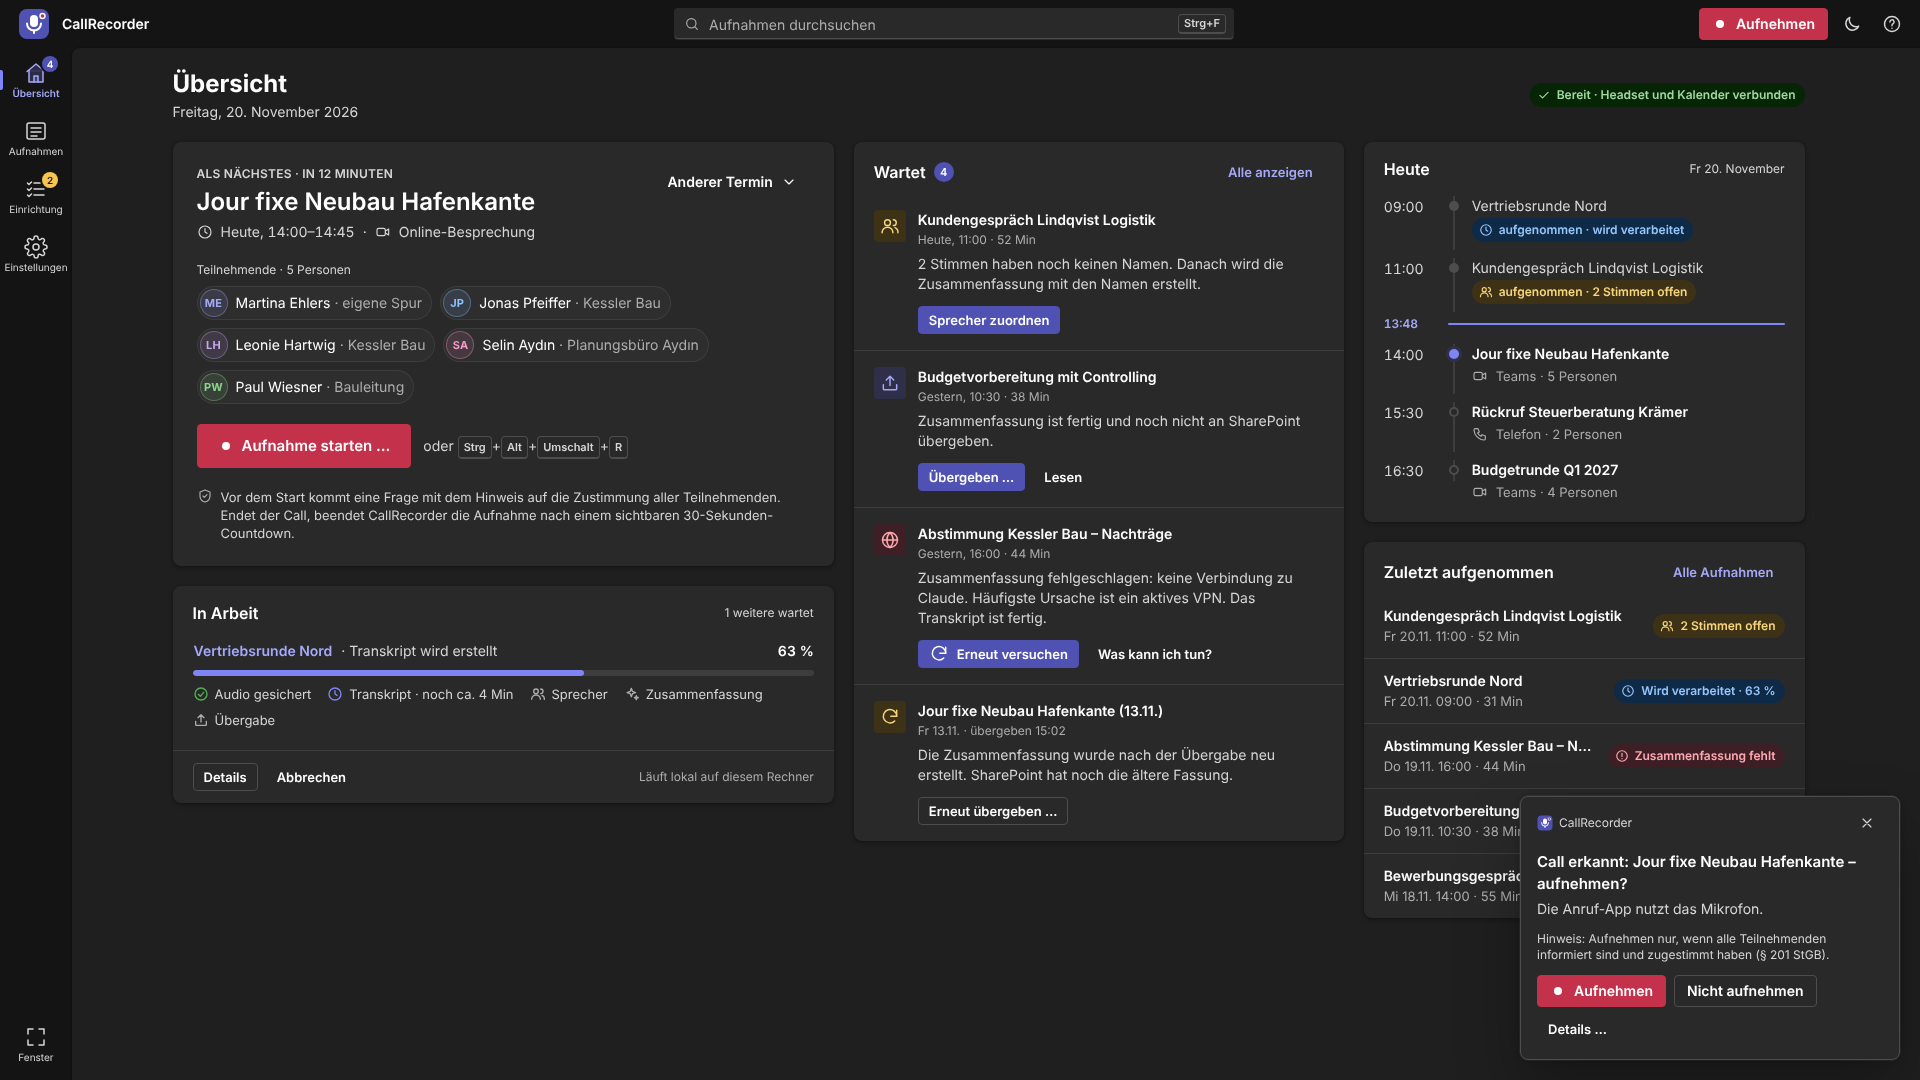 CallRecorder
Aufnahmen durchsuchen
Strg+F
Aufnehmen
4
Übersicht
Aufnahmen
2
Einrichtung
Einstellungen
Fenster
Übersicht
Freitag, 20. November 2026
Bereit · Headset und Kalender verbunden
ALS NÄCHSTES · IN 12 MINUTEN
Jour fixe Neubau Hafenkante
Anderer Termin
Heute, 14:00–14:45 · Online-Besprechung
Teilnehmende · 5 Personen
ME Martina Ehlers · eigene Spur
JP Jonas Pfeiffer · Kessler Bau
LH Leonie Hartwig · Kessler Bau
SA Selin Aydın · Planungsbüro Aydın
PW Paul Wiesner · Bauleitung
Aufnahme starten ...
oder Strg + Alt + Umschalt + R
Vor dem Start kommt eine Frage mit dem Hinweis auf die Zustimmung aller Teilnehmenden.
Endet der Call, beendet CallRecorder die Aufnahme nach einem sichtbaren 30-Sekunden-
Countdown.
In Arbeit
1 weitere wartet
Vertriebsrunde Nord · Transkript wird erstellt
63 %
Audio gesichert
Transkript · noch ca. 4 Min
Sprecher
Zusammenfassung
Übergabe
Details
Abbrechen
Läuft lokal auf diesem Rechner
Wartet 4
Alle anzeigen
Kundengespräch Lindqvist Logistik
Heute, 11:00 · 52 Min
2 Stimmen haben noch keinen Namen. Danach wird die
Zusammenfassung mit den Namen erstellt.
Sprecher zuordnen
Budgetvorbereitung mit Controlling
Gestern, 10:30 · 38 Min
Zusammenfassung ist fertig und noch nicht an SharePoint
übergeben.
Übergeben ...
Lesen
Abstimmung Kessler Bau – Nachträge
Gestern, 16:00 · 44 Min
Zusammenfassung fehlgeschlagen: keine Verbindung zu
Claude. Häufigste Ursache ist ein aktives VPN. Das
Transkript ist fertig.
Erneut versuchen
Was kann ich tun?
Jour fixe Neubau Hafenkante (13.11.)
Fr 13.11. · übergeben 15:02
Die Zusammenfassung wurde nach der Übergabe neu
erstellt. SharePoint hat noch die ältere Fassung.
Erneut übergeben ...
Heute
Fr 20. November
09:00
Vertriebsrunde Nord
aufgenommen · wird verarbeitet
11:00
Kundengespräch Lindqvist Logistik
aufgenommen · 2 Stimmen offen
13:48
14:00
Jour fixe Neubau Hafenkante
Teams · 5 Personen
15:30
Rückruf Steuerberatung Krämer
Telefon · 2 Personen
16:30
Budgetrunde Q1 2027
Teams · 4 Personen
Zuletzt aufgenommen
Alle Aufnahmen
Kundengespräch Lindqvist Logistik
Fr 20.11. 11:00 · 52 Min
2 Stimmen offen
Vertriebsrunde Nord
Fr 20.11. 09:00 · 31 Min
Wird verarbeitet · 63 %
Abstimmung Kessler Bau – N...
Do 19.11. 16:00 · 44 Min
Zusammenfassung fehlt
Budgetvorbereitung
Do 19.11. 10:30 · 38 Min
Bewerbungsgespräc
Mi 18.11. 14:00 · 55 Min
CallRecorder
Call erkannt: Jour fixe Neubau Hafenkante –
aufnehmen?
Die Anruf-App nutzt das Mikrofon.
Hinweis: Aufnehmen nur, wenn alle Teilnehmenden
informiert sind und zugestimmt haben (§ 201 StGB).
Aufnehmen
Nicht aufnehmen
Details ...